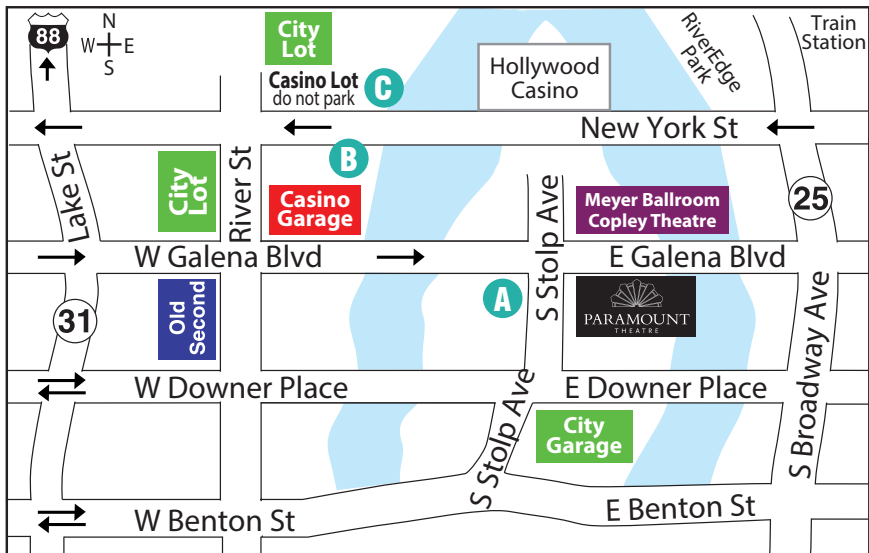 88
N
W E
S
City
Lot
Casino Lot
do not park
C
Hollywood
Casino
RiverEdge
Park
Train
Station
New York St
Lake St
City
Lot
River St
B
Casino
Garage
S Stolp Ave
Meyer Ballroom
Copley Theatre
25
W Galena Blvd
E Galena Blvd
31
Old
Second
A
PARAMOUNT
THEATRE
W Downer Place
E Downer Place
S Stolp Ave
City
Garage
S Broadway Ave
W Benton St
E Benton St